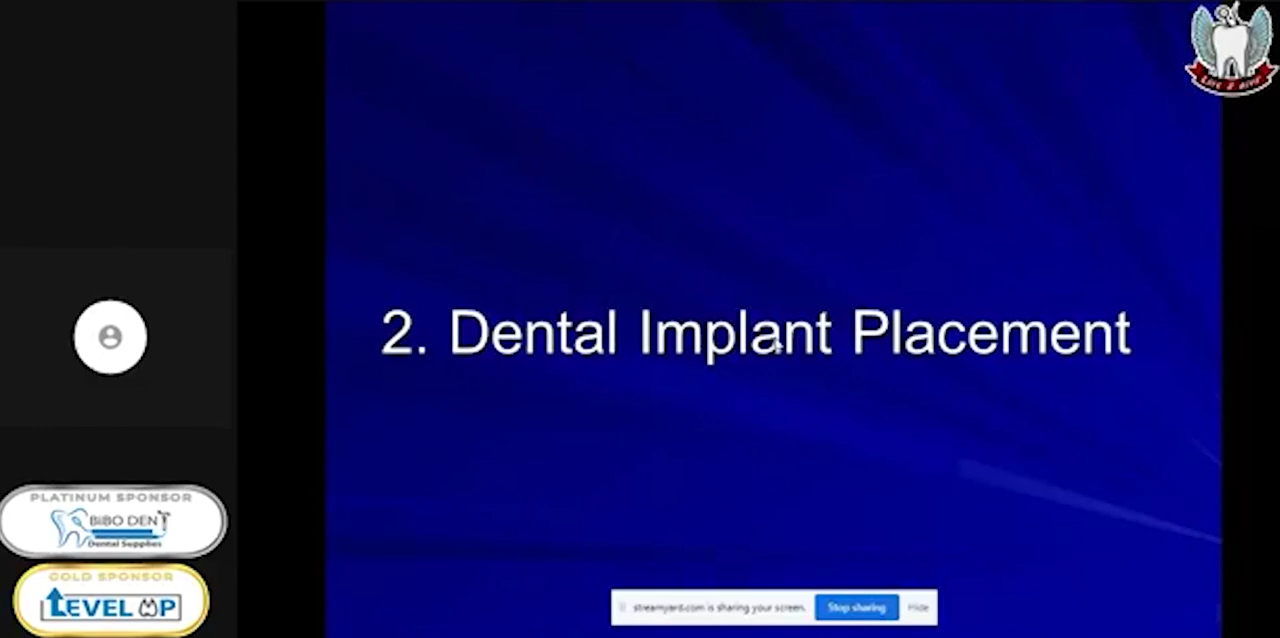 2. Dental Implant Placement
PLATINUM SPONSOR
BiBO DENT
Dental Supplies
GOLD SPONSOR
LEVEL UP
streamyard.com is sharing your screen.
Stop sharing
Hide